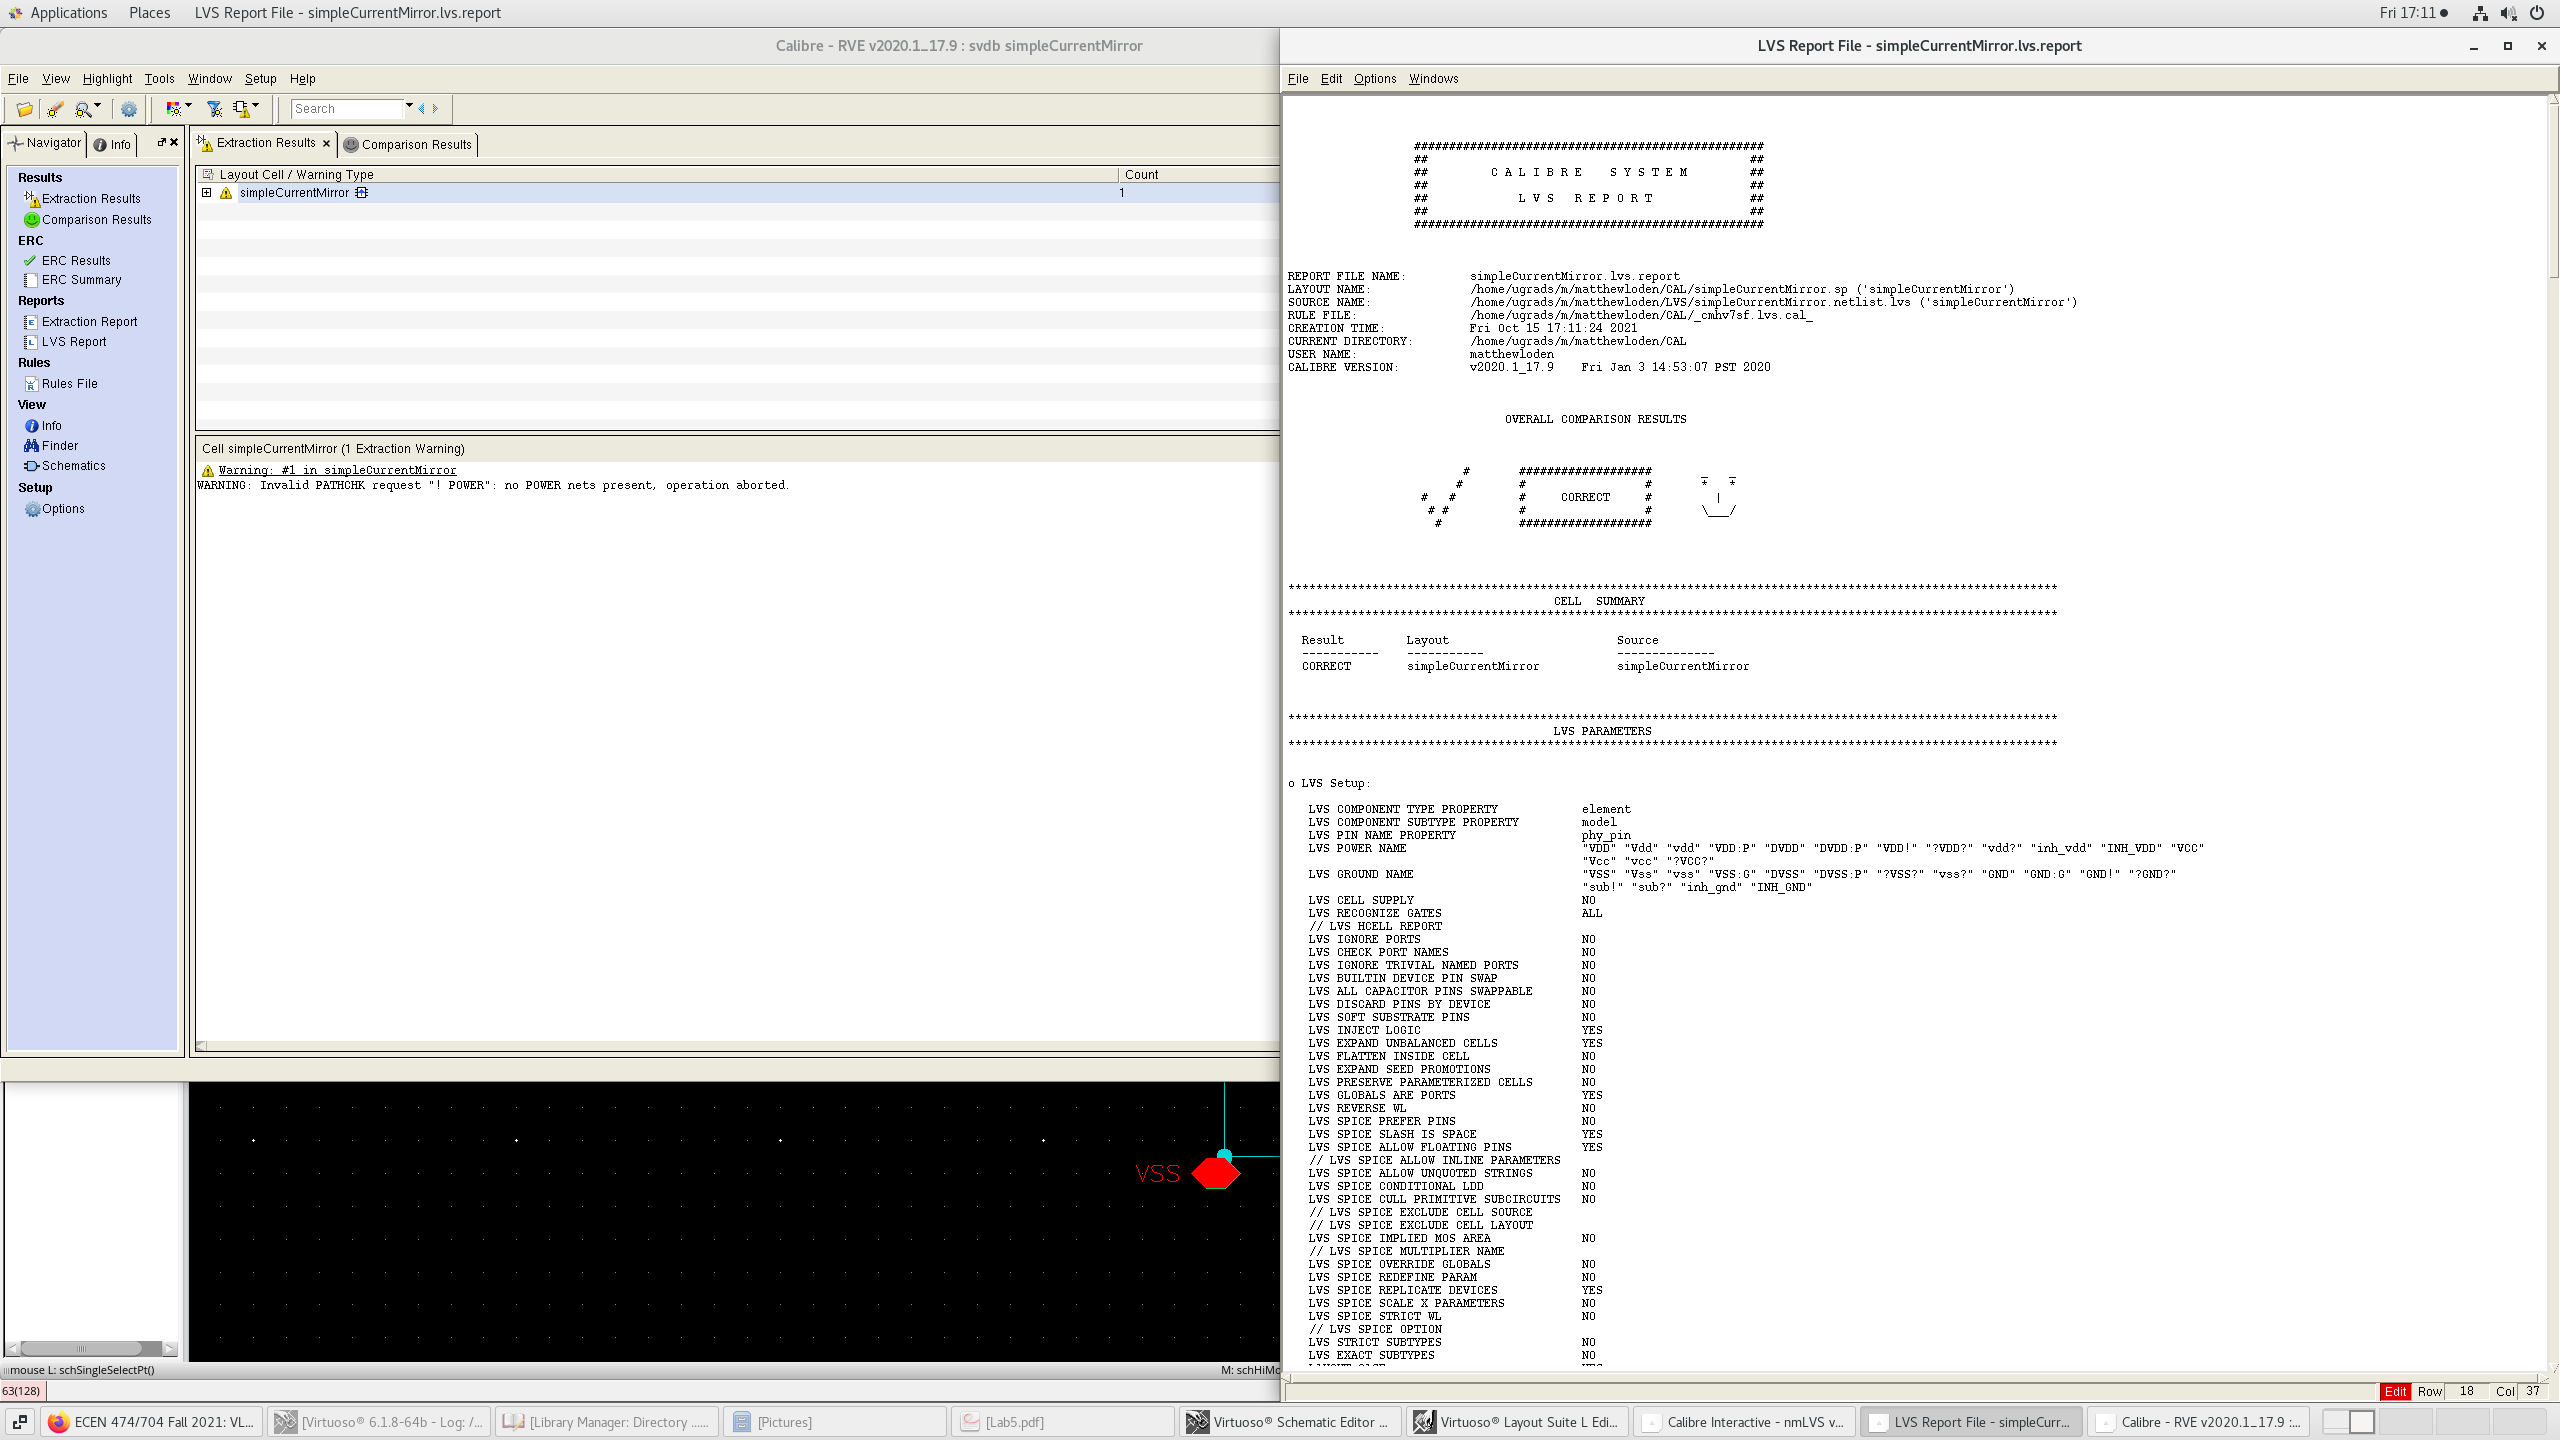 Applications Places LVS Report File - simpleCurrentMirror.lvs.report Fri 17:11
Calibre - RVE v2020.1_17.9 : svdb simpleCurrentMirror
File View Highlight Tools Window Setup Help
Search
Navigator Info
Results
Extraction Results
Comparison Results
ERC
ERC Results
ERC Summary
Reports
Extraction Report
LVS Report
Rules
Rules File
View
Info
Finder
Schematics
Setup
Options
Extraction Results Comparison Results
Layout Cell / Warning Type Count
simpleCurrentMirror 1
Cell simpleCurrentMirror (1 Extraction Warning)
Warning: #1 in simpleCurrentMirror
WARNING: Invalid PATHCHK request "! POWER": no POWER nets present, operation aborted.
VSS
mouse L: schSingleSelectPt() M: schHiMo
63(128)
LVS Report File - simpleCurrentMirror.lvs.report
File Edit Options Windows
##################################################
## ##
## C A L I B R E S Y S T E M ##
## ##
## L V S R E P O R T ##
## ##
##################################################
REPORT FILE NAME: simpleCurrentMirror.lvs.report
LAYOUT NAME: /home/ugrads/m/matthewloden/CAL/simpleCurrentMirror.sp ('simpleCurrentMirror')
SOURCE NAME: /home/ugrads/m/matthewloden/LVS/simpleCurrentMirror.netlist.lvs ('simpleCurrentMirror')
RULE FILE: /home/ugrads/m/matthewloden/CAL/_cmhv7sf.lvs.cal_
CREATION TIME: Fri Oct 15 17:11:24 2021
CURRENT DIRECTORY: /home/ugrads/m/matthewloden/CAL
USER NAME: matthewloden
CALIBRE VERSION: v2020.1_17.9 Fri Jan 3 14:53:07 PST 2020
OVERALL COMPARISON RESULTS
# ################### _ _
# # # * *
# # # CORRECT # |
# # # # \___/
# ###################
**************************************************************************************************************
CELL SUMMARY
**************************************************************************************************************
Result Layout Source
----------- ----------- --------------
CORRECT simpleCurrentMirror simpleCurrentMirror
**************************************************************************************************************
LVS PARAMETERS
**************************************************************************************************************
o LVS Setup:
LVS COMPONENT TYPE PROPERTY element
LVS COMPONENT SUBTYPE PROPERTY model
LVS PIN NAME PROPERTY phy_pin
LVS POWER NAME "VDD" "Vdd" "vdd" "VDD:P" "DVDD" "DVDD:P" "VDD!" "?VDD?" "vdd?" "inh_vdd" "INH_VDD" "VCC"
"Vcc" "vcc" "?VCC?"
LVS GROUND NAME "VSS" "Vss" "vss" "VSS:G" "DVSS" "DVSS:P" "?VSS?" "vss?" "GND" "GND:G" "GND!" "?GND?"
"sub!" "sub?" "inh_gnd" "INH_GND"
LVS CELL SUPPLY NO
LVS RECOGNIZE GATES ALL
// LVS HCELL REPORT
LVS IGNORE PORTS NO
LVS CHECK PORT NAMES NO
LVS IGNORE TRIVIAL NAMED PORTS NO
LVS BUILTIN DEVICE PIN SWAP NO
LVS ALL CAPACITOR PINS SWAPPABLE NO
LVS DISCARD PINS BY DEVICE NO
LVS SOFT SUBSTRATE PINS NO
LVS INJECT LOGIC YES
LVS EXPAND UNBALANCED CELLS YES
LVS FLATTEN INSIDE CELL NO
LVS EXPAND SEED PROMOTIONS NO
LVS PRESERVE PARAMETERIZED CELLS NO
LVS GLOBALS ARE PORTS YES
LVS REVERSE WL NO
LVS SPICE PREFER PINS NO
LVS SPICE SLASH IS SPACE YES
LVS SPICE ALLOW FLOATING PINS YES
// LVS SPICE ALLOW INLINE PARAMETERS
LVS SPICE ALLOW UNQUOTED STRINGS NO
LVS SPICE CONDITIONAL LDD NO
LVS SPICE CULL PRIMITIVE SUBCIRCUITS NO
// LVS SPICE EXCLUDE CELL SOURCE
// LVS SPICE EXCLUDE CELL LAYOUT
LVS SPICE IMPLIED MOS AREA NO
// LVS SPICE MULTIPLIER NAME
LVS SPICE OVERRIDE GLOBALS NO
LVS SPICE REDEFINE PARAM NO
LVS SPICE REPLICATE DEVICES YES
LVS SPICE SCALE X PARAMETERS NO
LVS SPICE STRICT WL NO
// LVS SPICE OPTION
LVS STRICT SUBTYPES NO
LVS EXACT SUBTYPES NO
Edit Row 18 Col 37
ECEN 474/704 Fall 2021: VL... [Virtuoso® 6.1.8-64b - Log: /... [Library Manager: Directory ...... [Pictures] [Lab5.pdf] Virtuoso® Schematic Editor ... Virtuoso® Layout Suite L Edi... Calibre Interactive - nmLVS v... LVS Report File - simpleCurr... Calibre - RVE v2020.1_17.9 :...